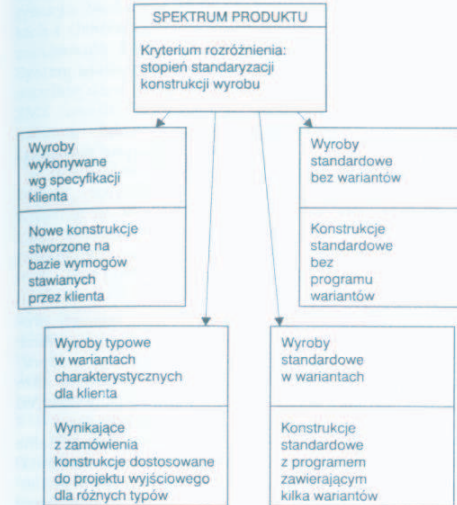 SPEKTRUM PRODUKTU
Kryterium rozróżnienia:
stopień standaryzacji
konstrukcji wyrobu
Wyroby
wykonywane
wg specyfikacji
klienta
Nowe konstrukcje
stworzone na
bazie wymogów
stawianych
przez klienta
Wyroby
standardowe
bez wariantów
Konstrukcje
standardowe
bez
programu
wariantów
Wyroby typowe
w wariantach
charakterystycznych
dla klienta
Wynikające
z zamówienia
konstrukcje dostosowane
do projektu wyjściowego
dla różnych typów
Wyroby
standardowe
w wariantach
Konstrukcje
standardowe
z programem
zawierającym
kilka wariantów